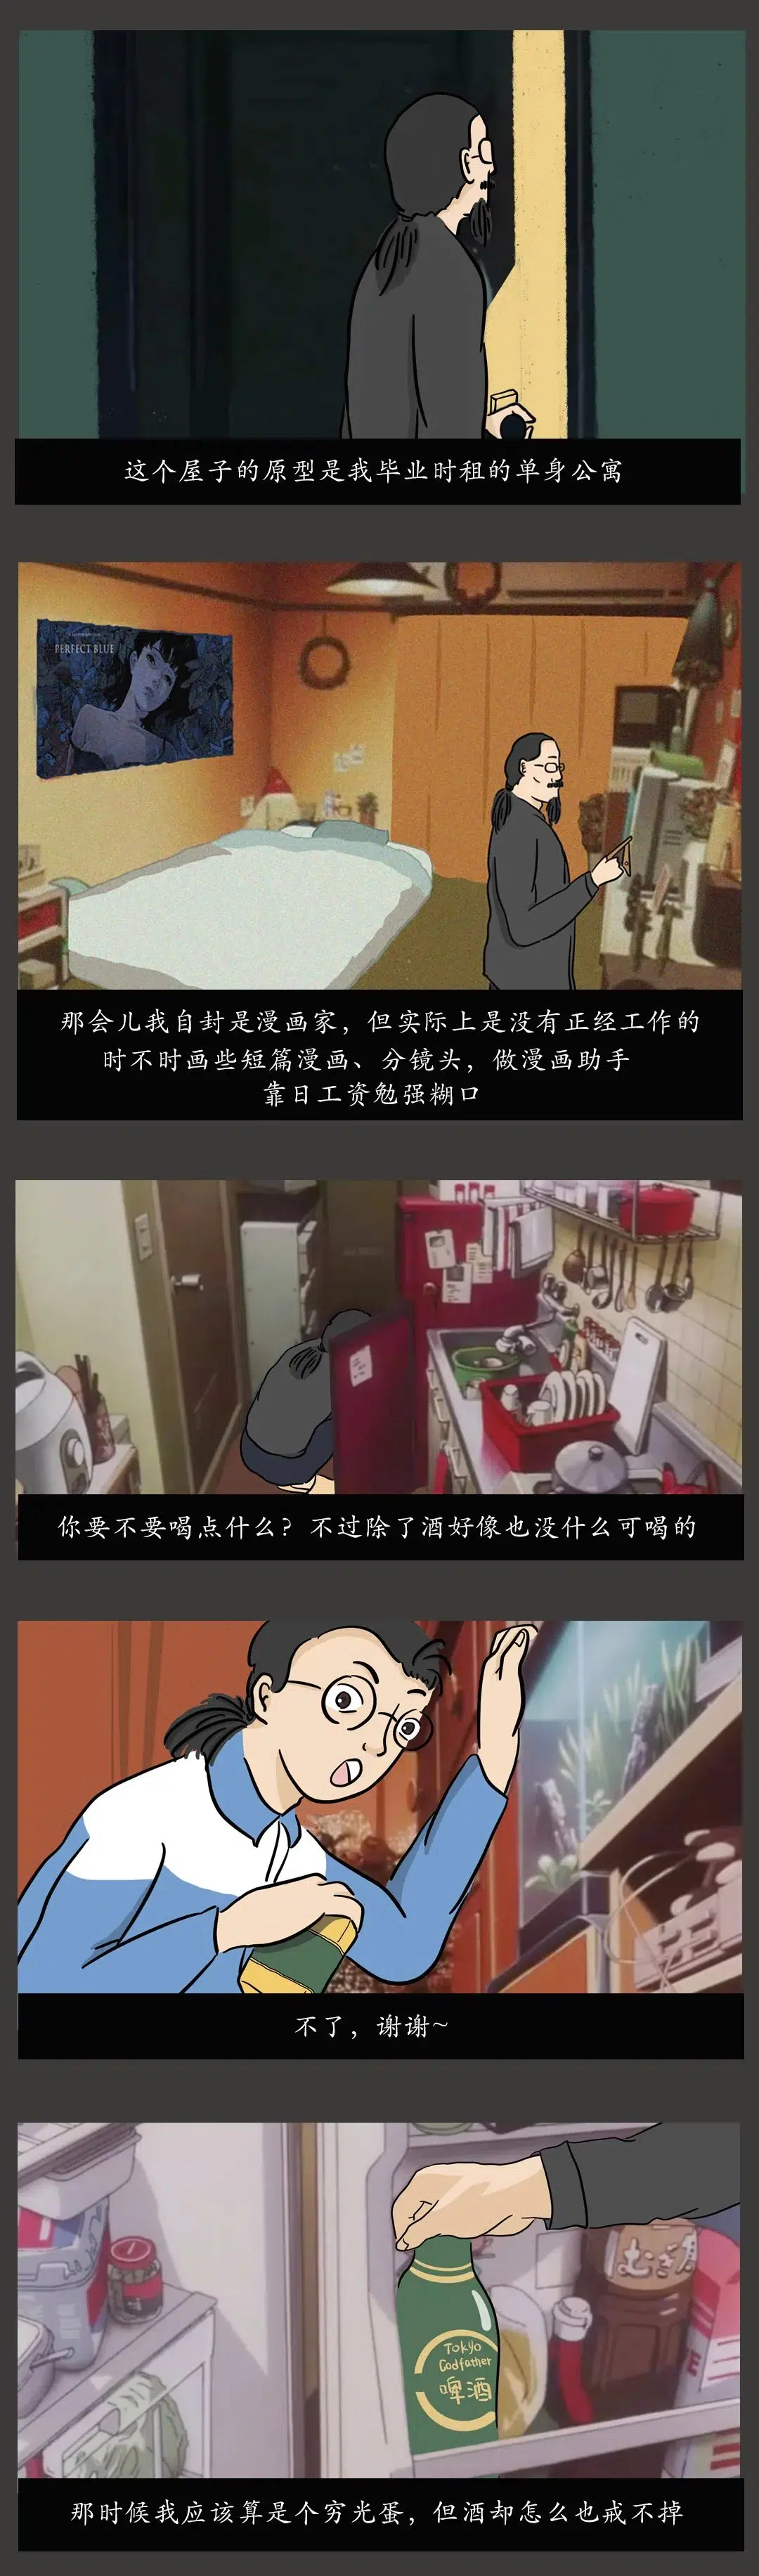 这个屋子的原型是我毕业时租的单身公寓
PERFECT BLUE
那会儿我自封是漫画家，但实际上是没有正经工作的
时不时画些短篇漫画、分镜头，做漫画助手
靠日工资勉强糊口
你要不要喝点什么？不过除了酒好像也没什么可喝的
不了，谢谢~
むぎ
Tokyo
Godfather
啤酒
E
那时候我应该算是个穷光蛋，但酒却怎么也戒不掉